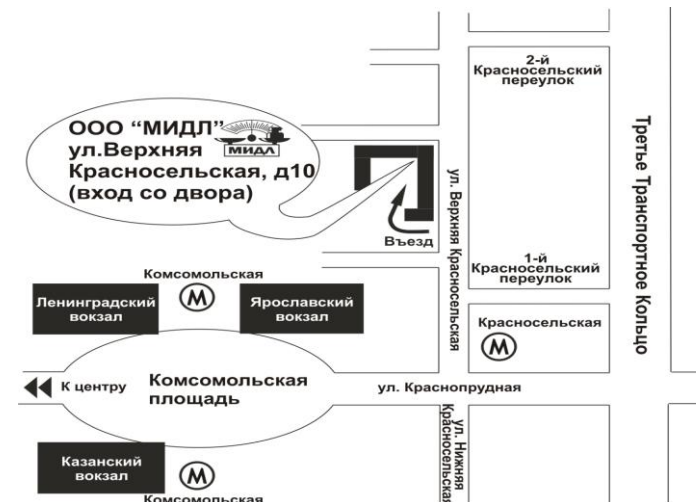 2-й
Красносельский
переулок
ООО “МИДЛ”
ул.Верхняя
Красносельская, д10
(вход со двора)
МИДЛ
Третье Транспортное Кольцо
ул. Верхняя Красносельская
Въезд
1-й
Красносельский
переулок
Комсомольская
М
Ленинградский
вокзал
Ярославский
вокзал
Красносельская
М
К центру
Комсомольская
площадь
ул. Краснопрудная
ул. Нижняя
Красносельская
Казанский
вокзал
М
Комсомольская